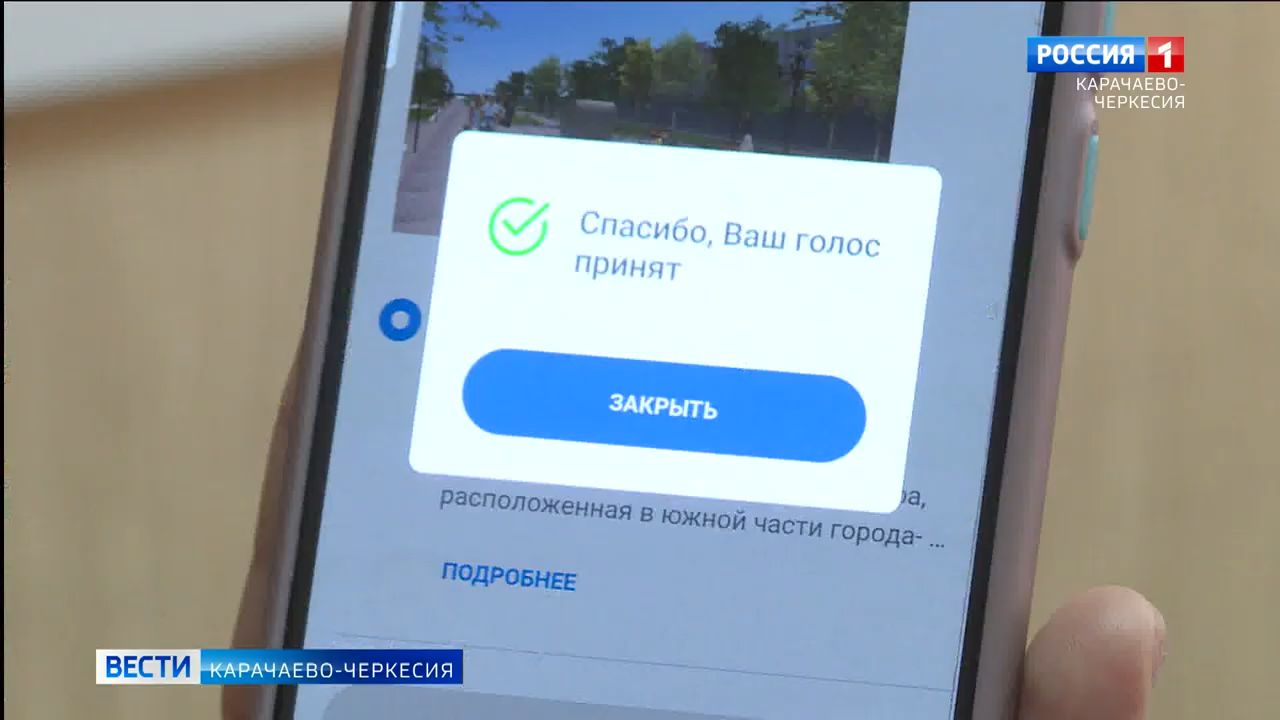 РОССИЯ 1
КАРАЧАЕВО-
ЧЕРКЕСИЯ
Спасибо, Ваш голос
принят
ЗАКРЫТЬ
расположенная в южной части города- ...
ПОДРОБНЕЕ
ВЕСТИ КАРАЧАЕВО-ЧЕРКЕСИЯ